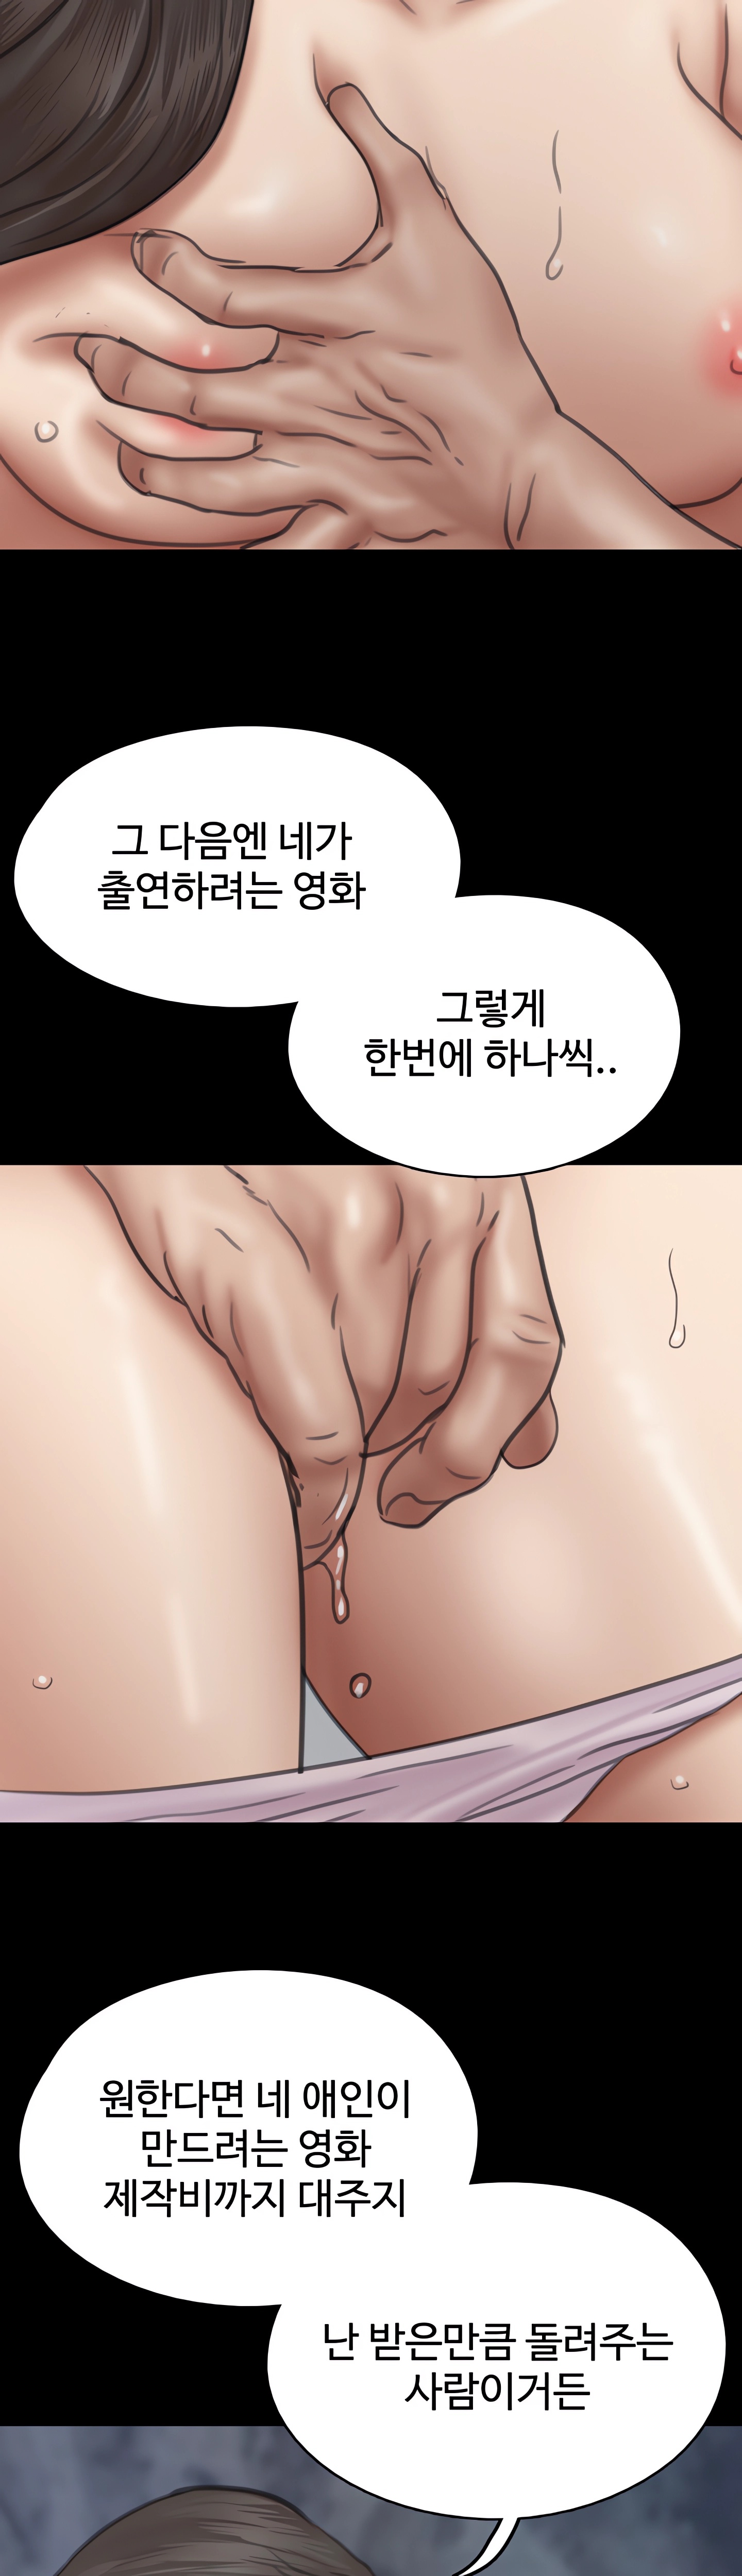 그 다음엔 네가
출연하려는 영화
그렇게
한번에 하나씩..
원한다면 네 애인이
만드려는 영화
제작비까지 대주지
난 받은만큼 돌려주는
사람이거든